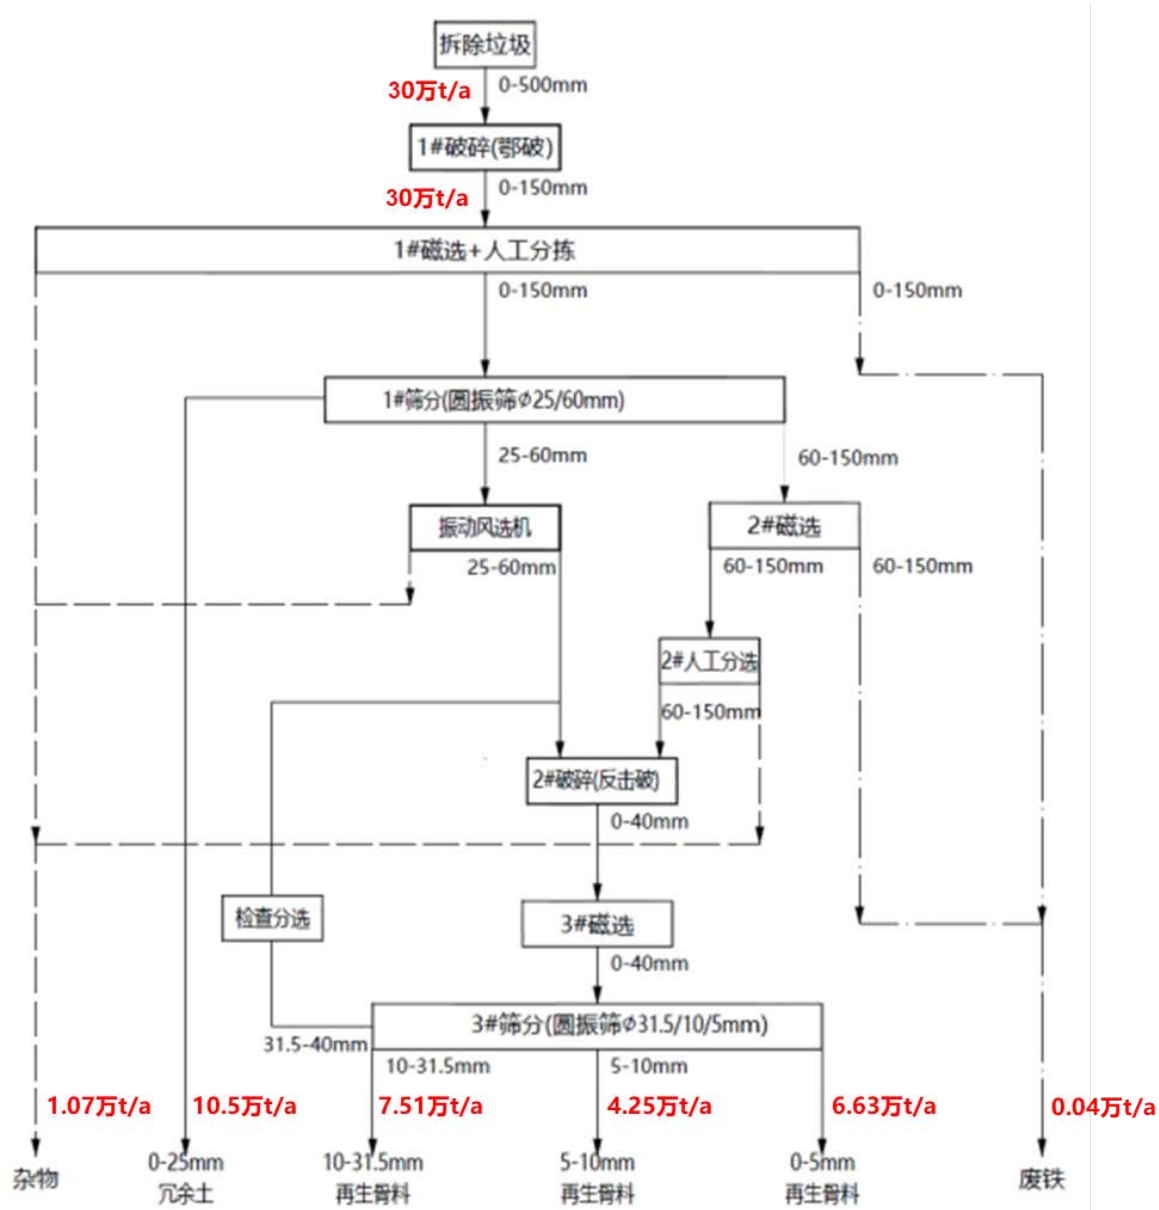 拆除垃圾
30万t/a
0-500mm
1#破碎(鄂破)
30万t/a
0-150mm
1#磁选+人工分拣
0-150mm
0-150mm
1#筛分(圆振筛∅25/60mm)
25-60mm
60-150mm
振动风选机
2#磁选
25-60mm
60-150mm
60-150mm
2#人工分选
60-150mm
2#破碎(反击破)
0-40mm
检查分选
3#磁选
0-40mm
3#筛分(圆振筛∅31.5/10/5mm)
31.5-40mm
10-31.5mm
5-10mm
1.07万t/a
10.5万t/a
7.51万t/a
4.25万t/a
6.63万t/a
0.04万t/a
杂物
0-25mm
冗余土
10-31.5mm
再生骨料
5-10mm
再生骨料
0-5mm
再生骨料
废铁